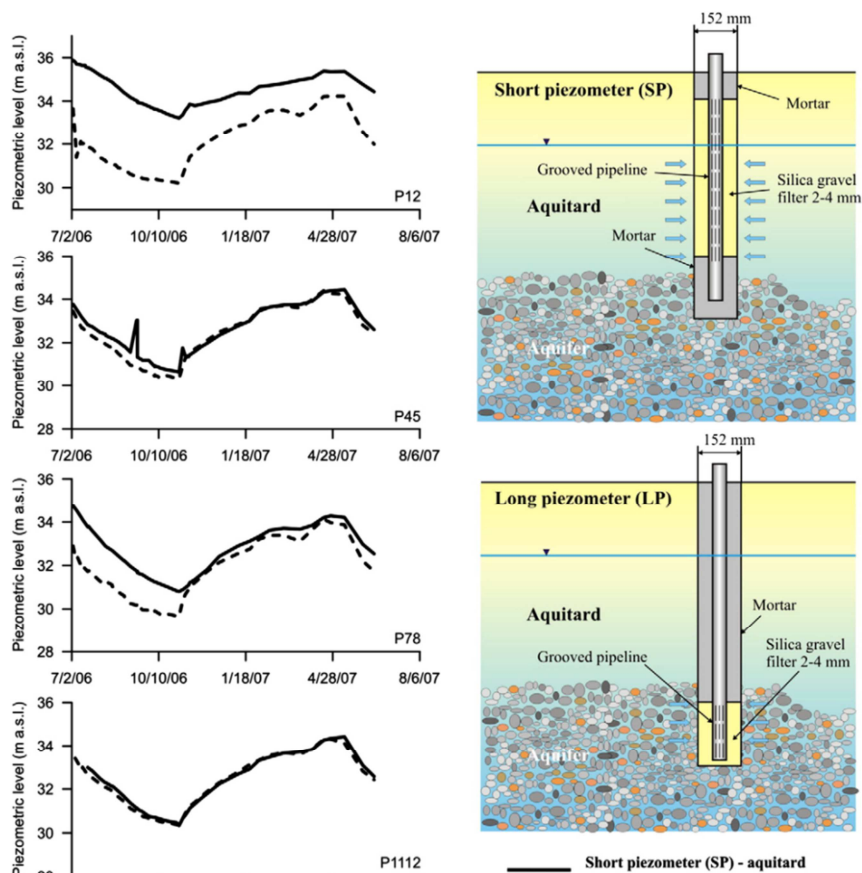 Piezometric level (m a.s.l.)
36
34
32
30
P12
7/2/06 10/10/06 1/18/07 4/28/07 8/6/07
Piezometric level (m a.s.l.)
36
34
32
30
28
P45
7/2/06 10/10/06 1/18/07 4/28/07 8/6/07
Piezometric level (m a.s.l.)
36
34
32
30
28
P78
7/2/06 10/10/06 1/18/07 4/28/07 8/6/07
Piezometric level (m a.s.l.)
36
34
32
30
P1112
152 mm
Short piezometer (SP)
Mortar
Grooved pipeline
Silica gravel
filter 2-4 mm
Aquitard
Mortar
Aquifer
152 mm
Long piezometer (LP)
Aquitard
Mortar
Silica gravel
filter 2-4 mm
Grooved pipeline
Aquifer
Short piezometer (SP) - aquitard